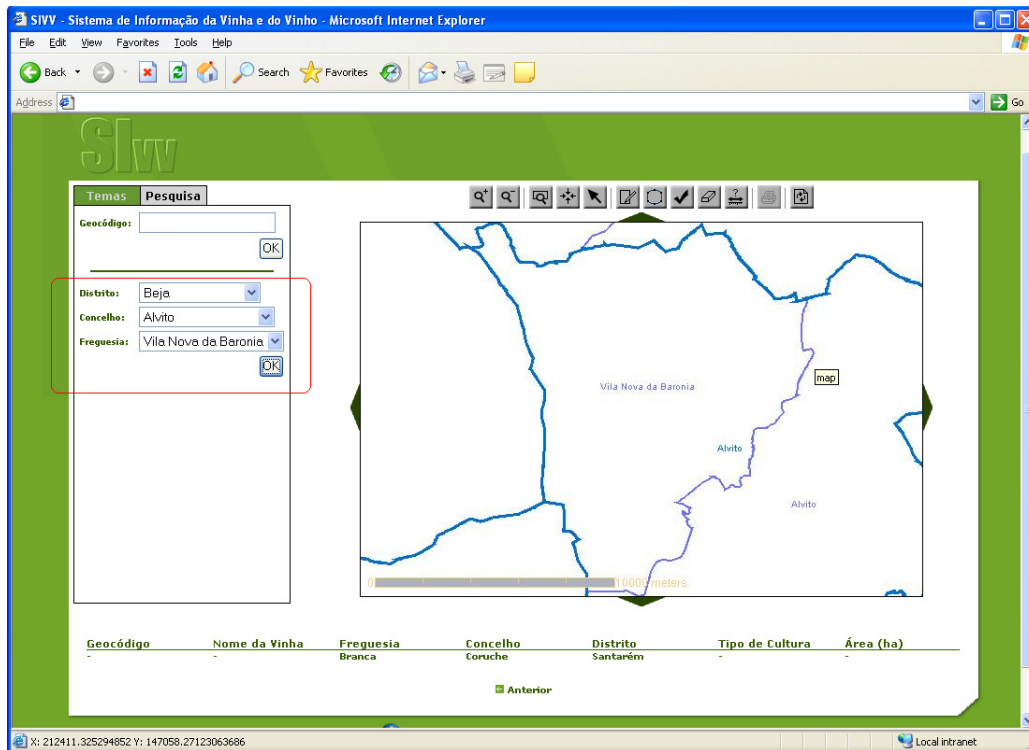 SIVV - Sistema de Informação da Vinha e do Vinho - Microsoft Internet Explorer
File Edit View Favorites Tools Help
Back Search Favorites
Address Go
SIvv
Temas Pesquisa
Geocódigo:
OK
Distrito: Beja
Concelho: Alvito
Freguesia: Vila Nova da Baronia
OK
map
Vila Nova da Baronia
Alvito
Alvito
0 10000 meters
Geocódigo Nome da Vinha Freguesia Concelho Distrito Tipo de Cultura Área (ha)
- - Branca Coruche Santarém - -
Anterior
X: 212411.325294852 Y: 147058.27123063686 Local intranet